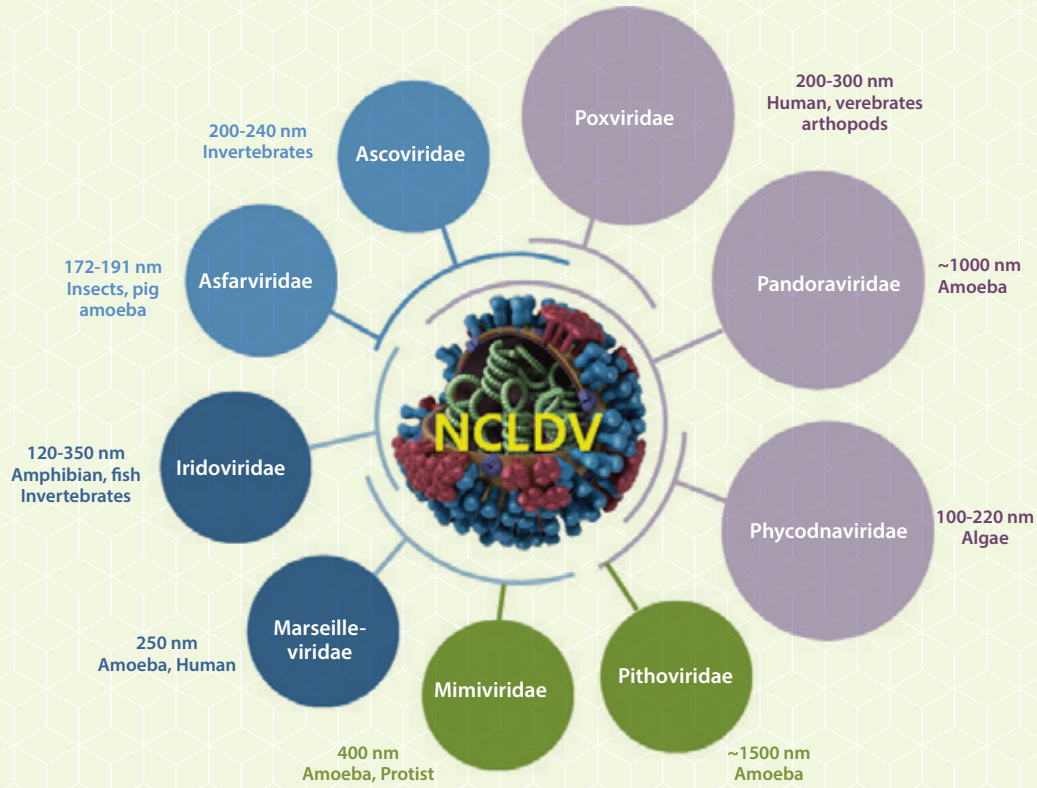 Poxviridae
200-300 nm
Human, verebrates
arthopods
Ascoviridae
200-240 nm
Invertebrates
Asfarviridae
172-191 nm
Insects, pig
amoeba
Pandoraviridae
~1000 nm
Amoeba
NCLDV
Iridoviridae
120-350 nm
Amphibian, fish
Invertebrates
Phycodnaviridae
100-220 nm
Algae
Marseille-
viridae
250 nm
Amoeba, Human
Mimiviridae
400 nm
Amoeba, Protist
Pithoviridae
~1500 nm
Amoeba